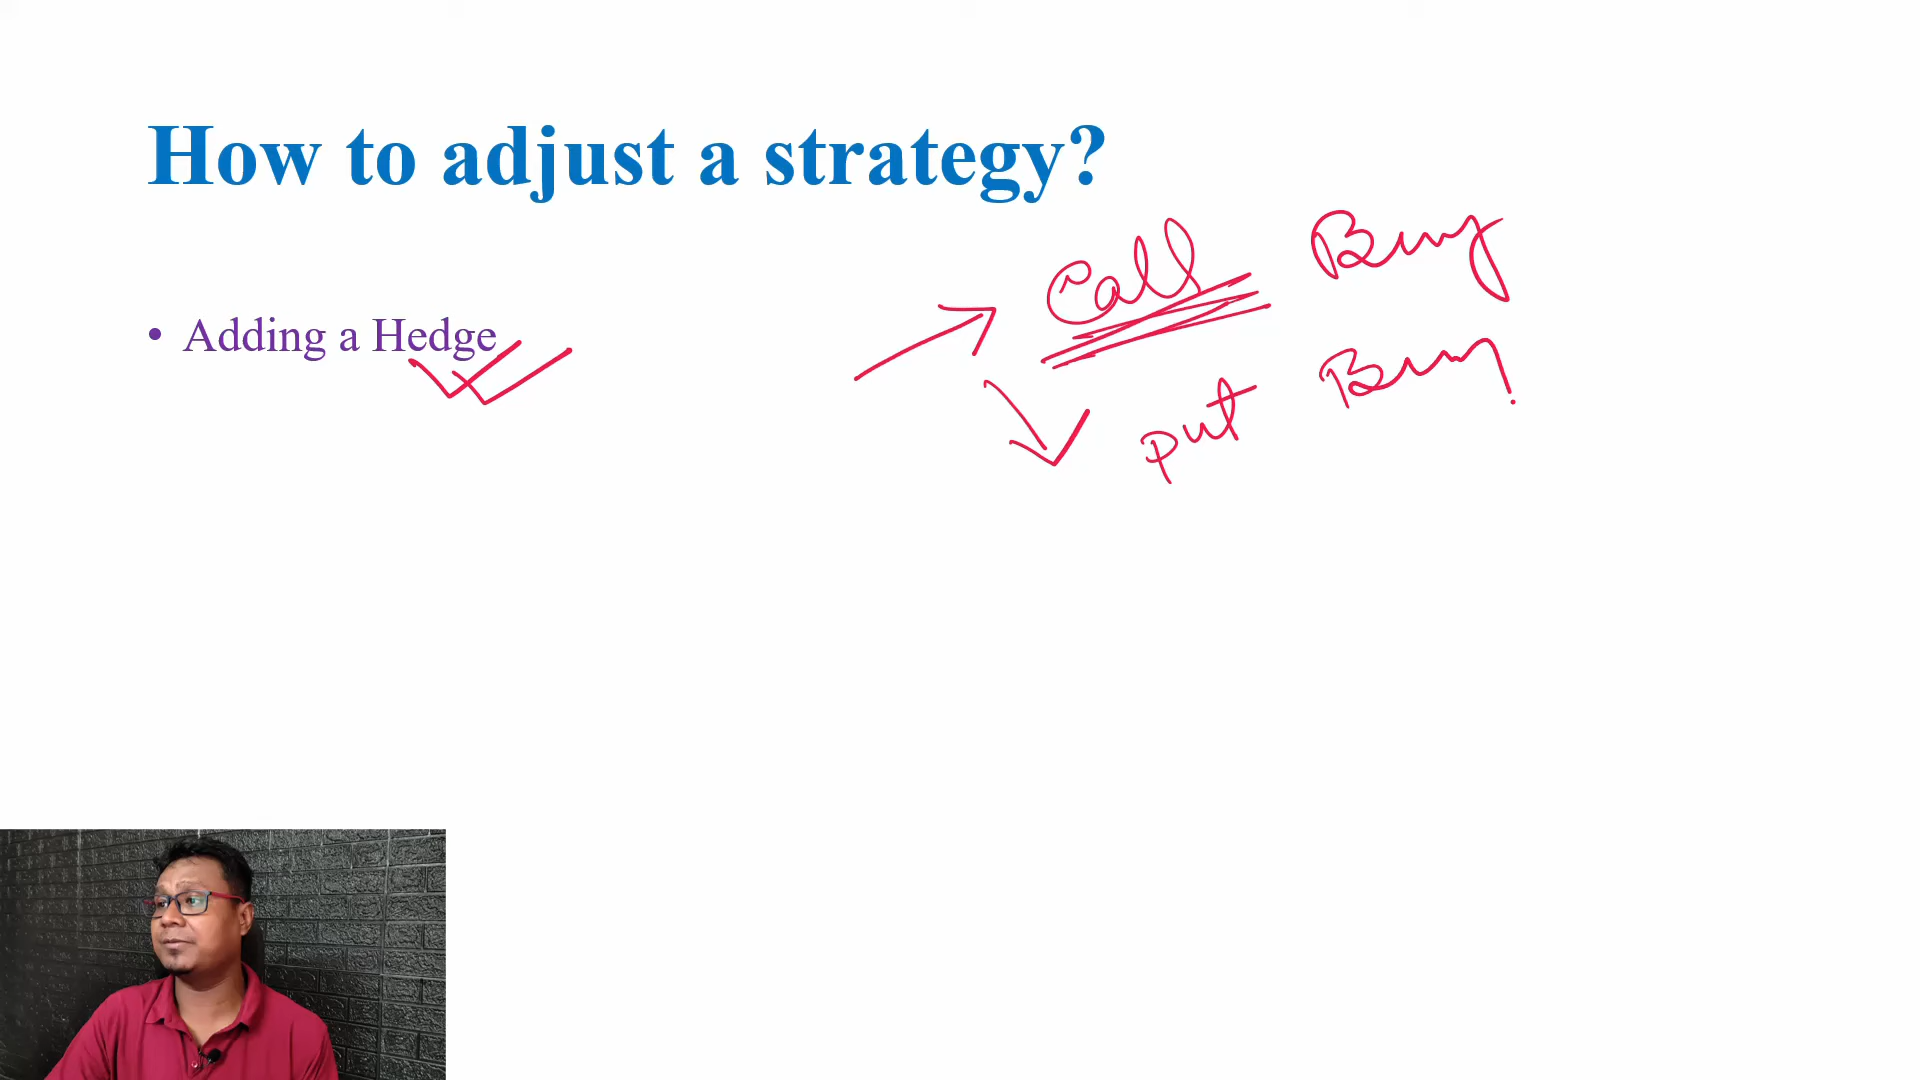 How to adjust a strategy?
• Adding a Hedge
Call Buy
put Buy